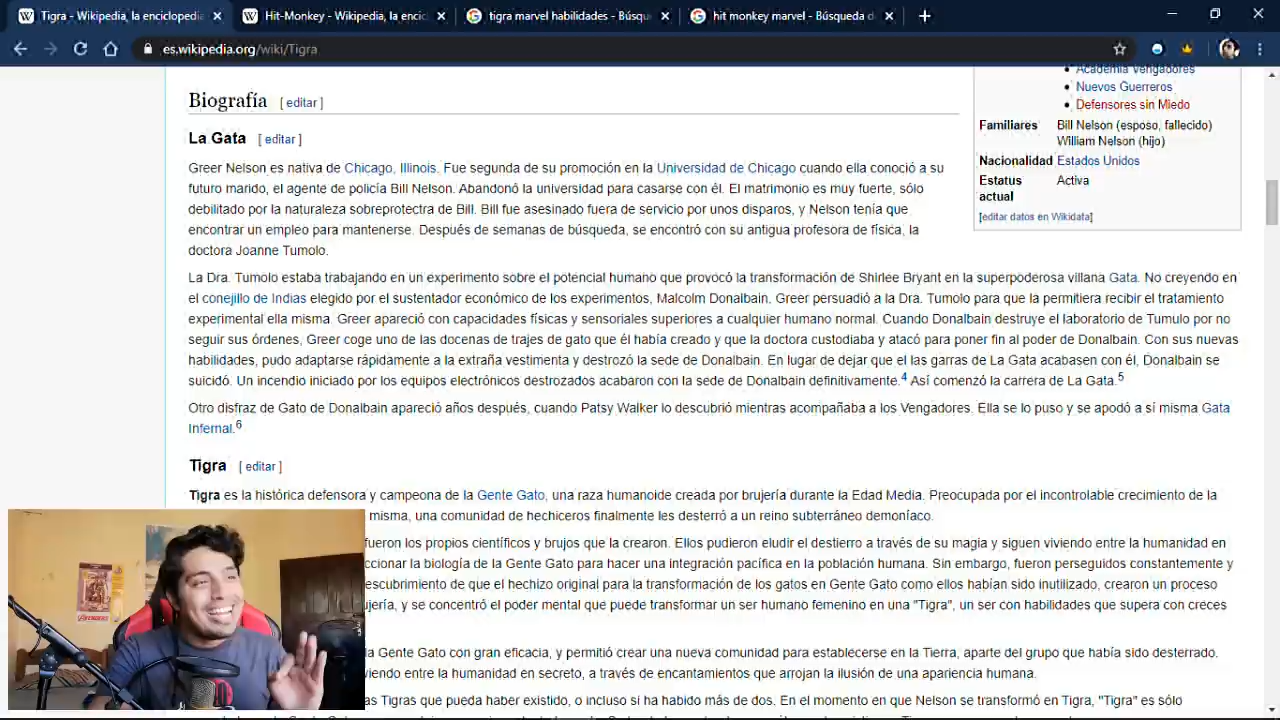 Tigra - Wikipedia, la enciclopedi
Hit-Monkey - Wikipedia, la encic
tigra marvel habilidades - Búsqu
hit monkey marvel - Búsqueda d
es.wikipedia.org/wiki/Tigra
Academia Vengadores
Nuevos Guerreros
Defensores sin Miedo
Familiares Bill Nelson (esposo, fallecido)
William Nelson (hijo)
Nacionalidad Estados Unidos
Estatus Activa
actual
[editar datos en Wikidata]
Biografía [ editar ]
La Gata [ editar ]
Greer Nelson es nativa de Chicago, Illinois. Fue segunda de su promoción en la Universidad de Chicago cuando ella conoció a su
futuro marido, el agente de policía Bill Nelson. Abandonó la universidad para casarse con él. El matrimonio es muy fuerte, sólo
debilitado por la naturaleza sobreprotectra de Bill. Bill fue asesinado fuera de servicio por unos disparos, y Nelson tenía que
encontrar un empleo para mantenerse. Después de semanas de búsqueda, se encontró con su antigua profesora de física, la
doctora Joanne Tumolo.
La Dra. Tumolo estaba trabajando en un experimento sobre el potencial humano que provocó la transformación de Shirlee Bryant en la superpoderosa villana Gata. No creyendo en
el conejillo de Indias elegido por el sustentador económico de los experimentos, Malcolm Donalbain, Greer persuadió a la Dra. Tumolo para que la permitiera recibir el tratamiento
experimental ella misma. Greer apareció con capacidades físicas y sensoriales superiores a cualquier humano normal. Cuando Donalbain destruye el laboratorio de Tumulo por no
seguir sus órdenes, Greer coge uno de las docenas de trajes de gato que él había creado y que la doctora custodiaba y atacó para poner fin al poder de Donalbain. Con sus nuevas
habilidades, pudo adaptarse rápidamente a la extraña vestimenta y destrozó la sede de Donalbain. En lugar de dejar que el las garras de La Gata acabasen con él, Donalbain se
suicidó. Un incendio iniciado por los equipos electrónicos destrozados acabaron con la sede de Donalbain definitivamente.4 Así comenzó la carrera de La Gata.5
Otro disfraz de Gato de Donalbain apareció años después, cuando Patsy Walker lo descubrió mientras acompañaba a los Vengadores. Ella se lo puso y se apodó a sí misma Gata
Infernal.6
Tigra [ editar ]
Tigra es la histórica defensora y campeona de la Gente Gato, una raza humanoide creada por brujería durante la Edad Media. Preocupada por el incontrolable crecimiento de la
misma, una comunidad de hechiceros finalmente les desterró a un reino subterráneo demoníaco.
fueron los propios científicos y brujos que la crearon. Ellos pudieron eludir el destierro a través de su magia y siguen viviendo entre la humanidad en
ccionar la biología de la Gente Gato para hacer una integración pacífica en la población humana. Sin embargo, fueron perseguidos constantemente y
escubrimiento de que el hechizo original para la transformación de los gatos en Gente Gato como ellos habían sido inutilizado, crearon un proceso
ujería, y se concentró el poder mental que puede transformar un ser humano femenino en una "Tigra", un ser con habilidades que supera con creces
la Gente Gato con gran eficacia, y permitió crear una nueva comunidad para establecerse en la Tierra, aparte del grupo que había sido desterrado.
viendo entre la humanidad en secreto, a través de encantamientos que arrojan la ilusión de una apariencia humana.
as Tigras que pueda haber existido, o incluso si ha habido más de dos. En el momento en que Nelson se transformó en Tigra, "Tigra" es sólo